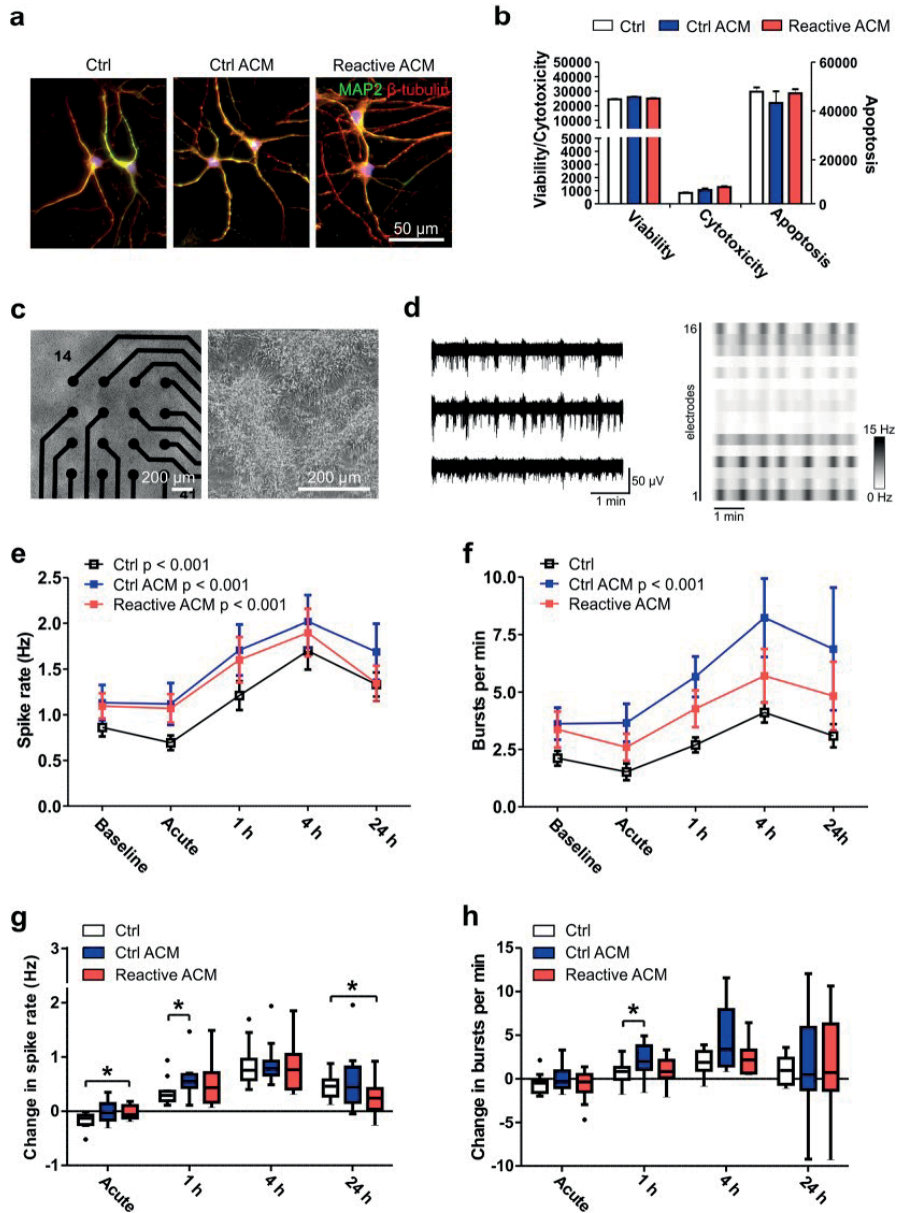 a
Ctrl
Ctrl ACM
Reactive ACM
MAP2 β-tubulin
50 µm
b
Ctrl
Ctrl ACM
Reactive ACM
Viability/Cytotoxicity
50000
40000
30000
20000
10000
5000
4000
3000
2000
1000
0
Apoptosis
60000
40000
20000
0
Viability
Cytotoxicity
Apoptosis
c
14
200 µm
41
200 µm
d
50 µV
1 min
electrodes
16
1
1 min
15 Hz
0 Hz
e
Ctrl p < 0.001
Ctrl ACM p < 0.001
Reactive ACM p < 0.001
Spike rate (Hz)
2.5
2.0
1.5
1.0
0.5
0.0
Baseline
Acute
1 h
4 h
24 h
f
Ctrl
Ctrl ACM p < 0.001
Reactive ACM
Bursts per min
10.0
7.5
5.0
2.5
0.0
Baseline
Acute
1 h
4 h
24h
g
Ctrl
Ctrl ACM
Reactive ACM
Change in spike rate (Hz)
3
2
1
0
-1
*
*
*
Acute
1 h
4 h
24 h
h
Ctrl
Ctrl ACM
Reactive ACM
Change in bursts per min
15
10
5
0
-5
-10
*
Acute
1 h
4 h
24 h